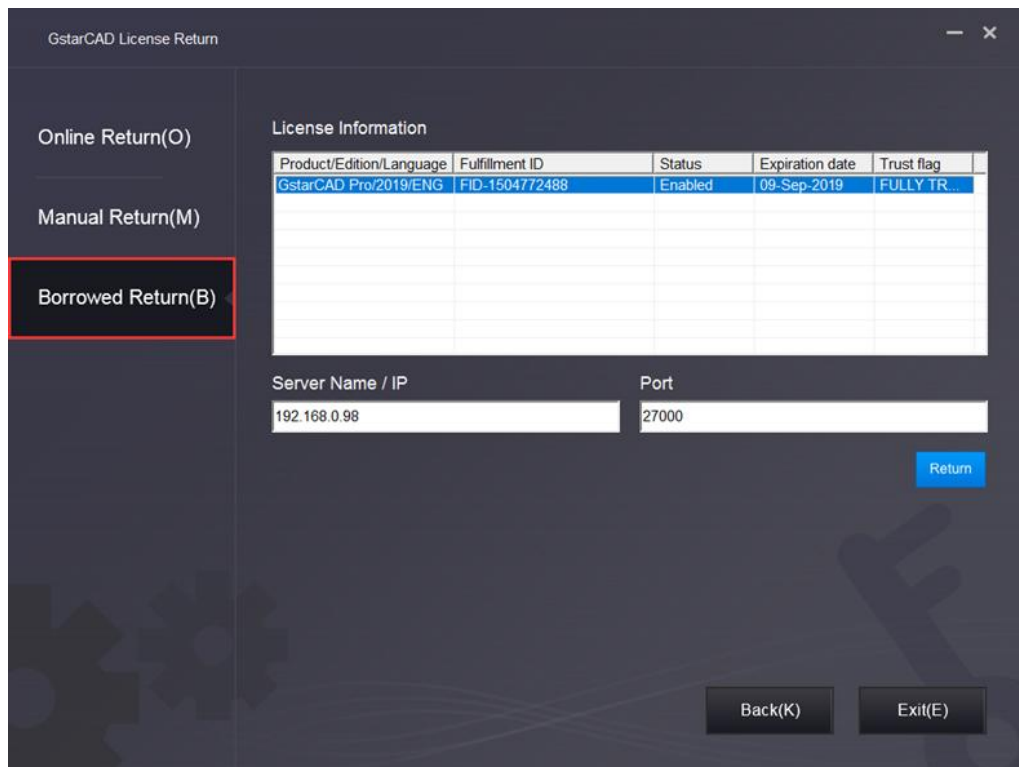 GstarCAD License Return
Online Return(O)
Manual Return(M)
Borrowed Return(B)
License Information
Product/Edition/Language Fulfillment ID Status Expiration date Trust flag
GstarCAD Pro/2019/ENG FID-1504772488 Enabled 09-Sep-2019 FULLY TR...
Server Name / IP Port
192.168.0.98 27000
Return
Back(K) Exit(E)